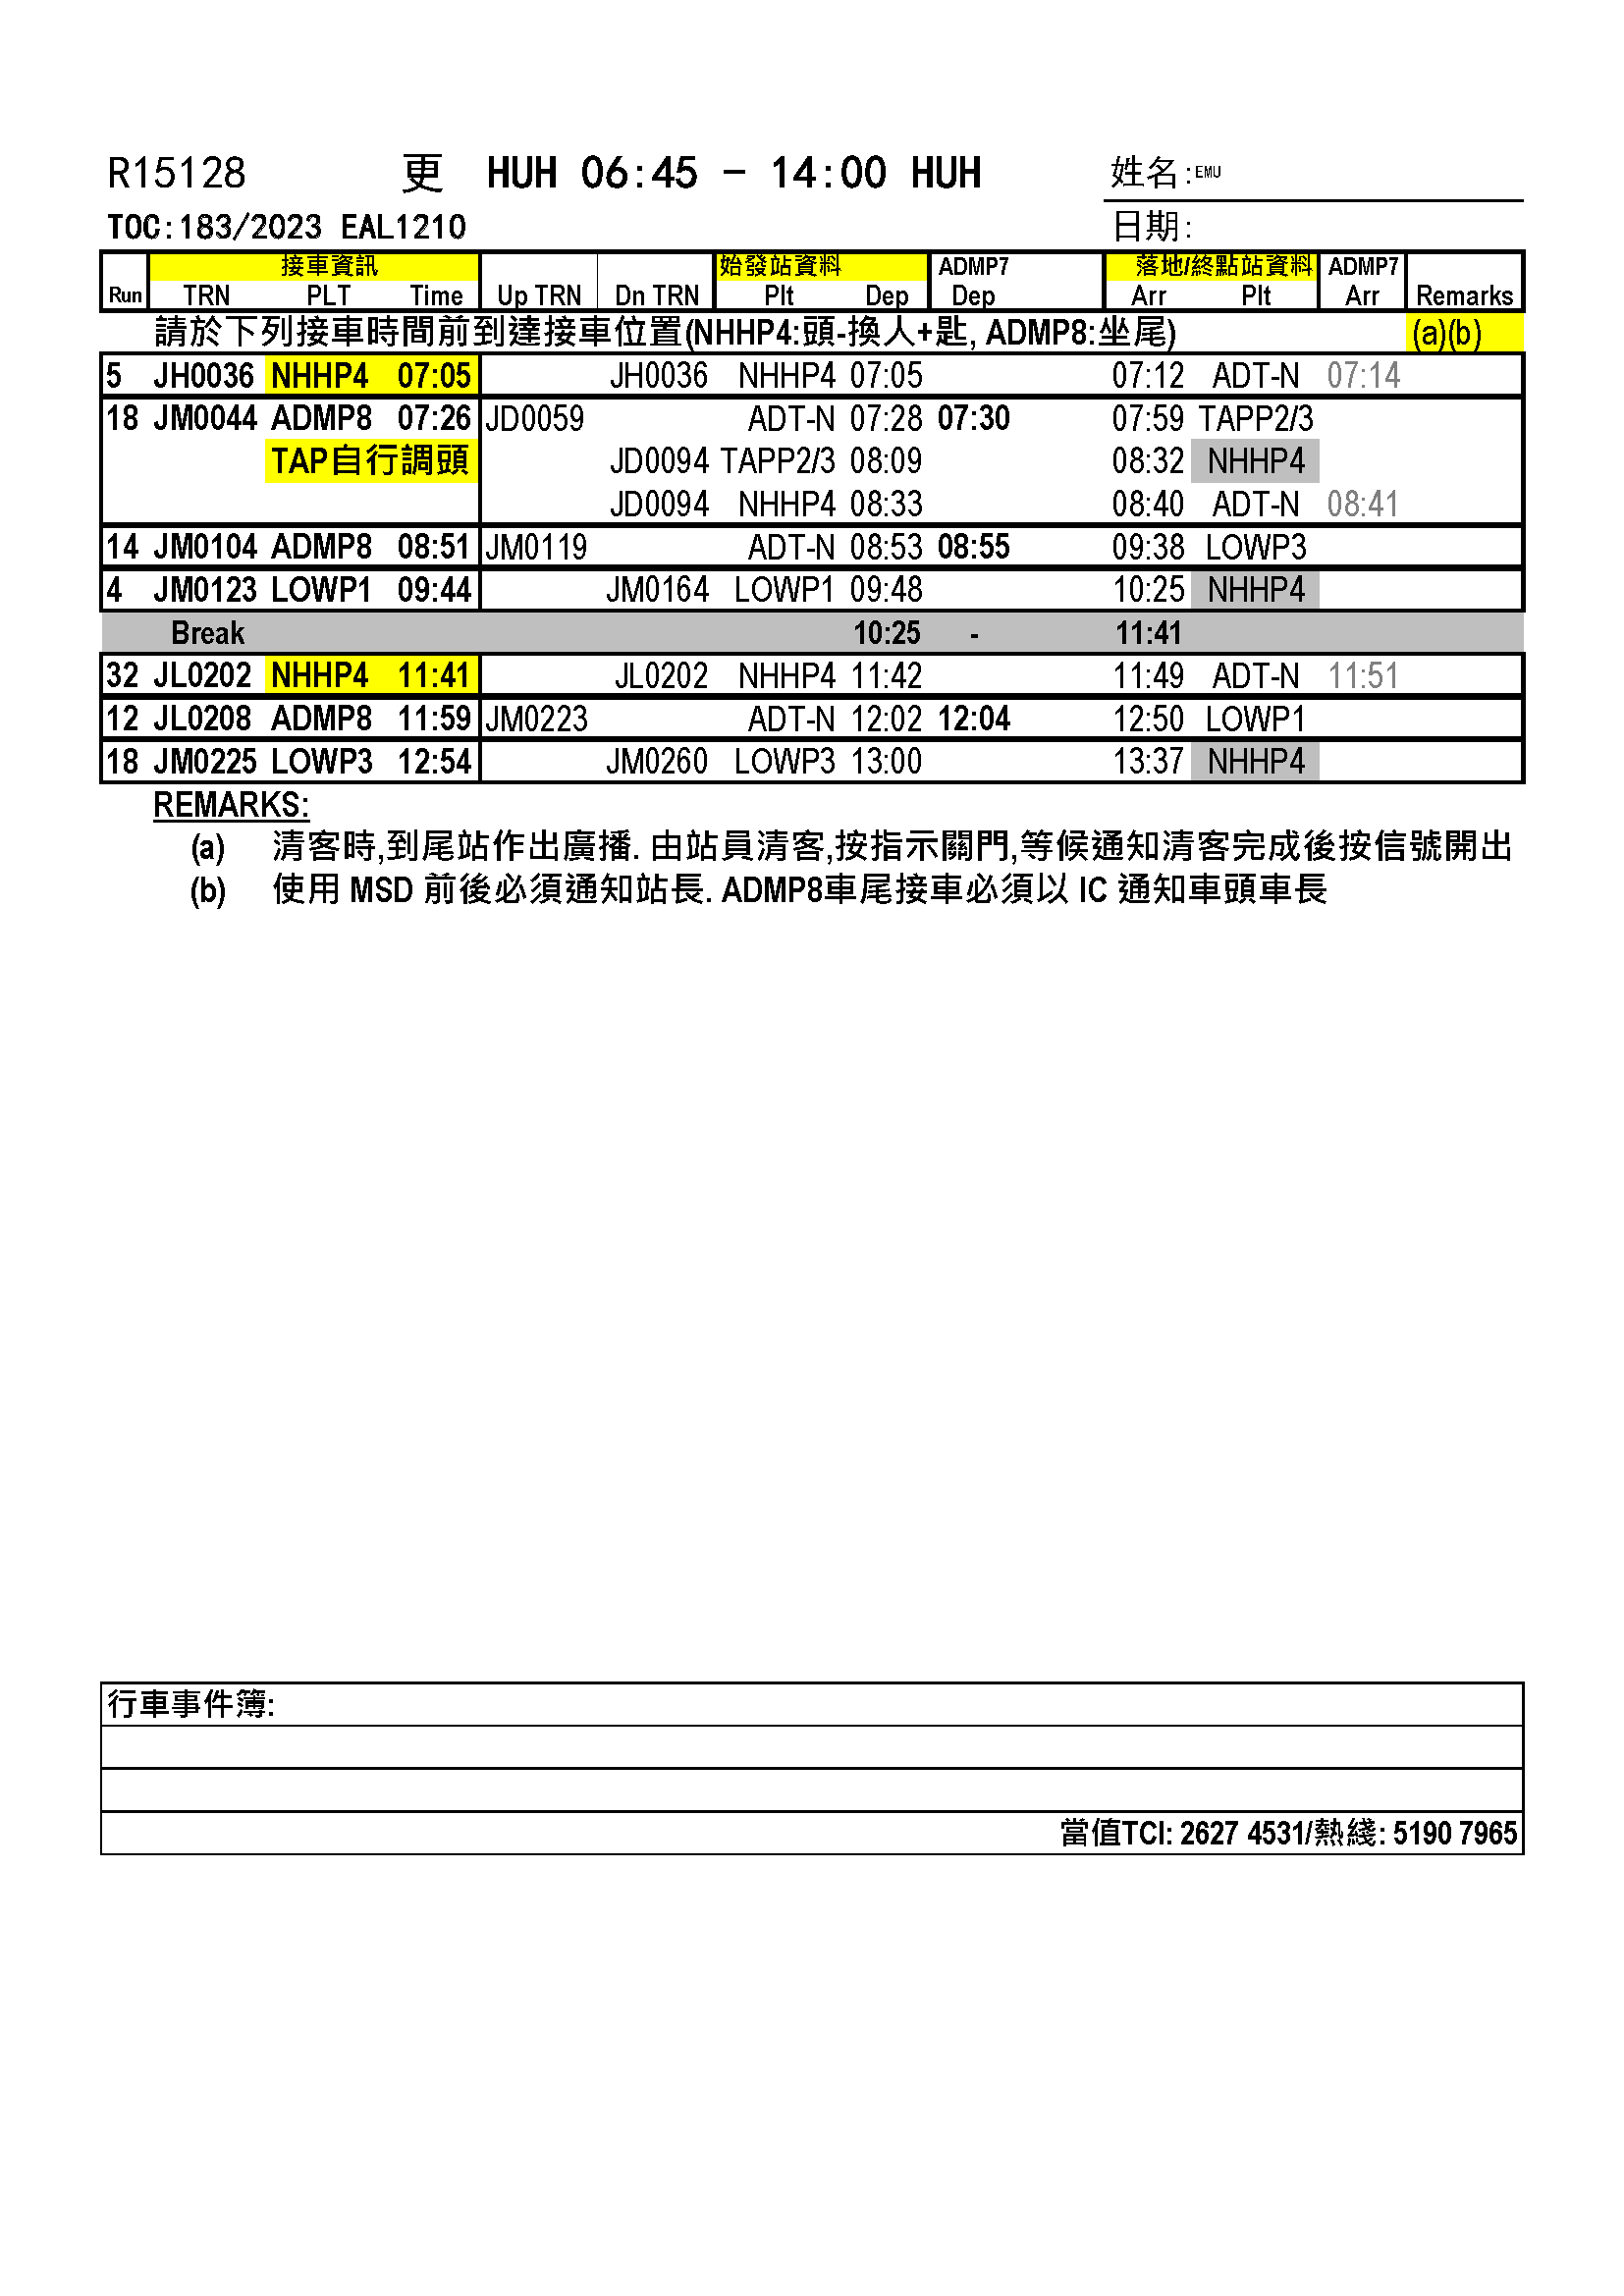 R15128 更 HUH 06:45 - 14:00 HUH 姓名:EMU
TOC:183/2023 EAL1210 日期:
接車資訊 始發站資料 ADMP7 落地/終點站資料 ADMP7
Run TRN PLT Time Up TRN Dn TRN Plt Dep Dep Arr Plt Arr Remarks
請於下列接車時間前到達接車位置(NHHP4:頭-換人+匙, ADMP8:坐尾) (a)(b)
5 JH0036 NHHP4 07:05 JH0036 NHHP4 07:05 07:12 ADT-N 07:14
18 JM0044 ADMP8 07:26 JD0059 ADT-N 07:28 07:30 07:59 TAPP2/3
TAP自行調頭 JD0094 TAPP2/3 08:09 08:32 NHHP4
JD0094 NHHP4 08:33 08:40 ADT-N 08:41
14 JM0104 ADMP8 08:51 JM0119 ADT-N 08:53 08:55 09:38 LOWP3
4 JM0123 LOWP1 09:44 JM0164 LOWP1 09:48 10:25 NHHP4
Break 10:25 - 11:41
32 JL0202 NHHP4 11:41 JL0202 NHHP4 11:42 11:49 ADT-N 11:51
12 JL0208 ADMP8 11:59 JM0223 ADT-N 12:02 12:04 12:50 LOWP1
18 JM0225 LOWP3 12:54 JM0260 LOWP3 13:00 13:37 NHHP4
REMARKS:
(a) 清客時,到尾站作出廣播. 由站員清客,按指示關門,等候通知清客完成後按信號開出
(b) 使用 MSD 前後必須通知站長. ADMP8車尾接車必須以 IC 通知車頭車長
行車事件簿:
當值TCI: 2627 4531/熱綫: 5190 7965